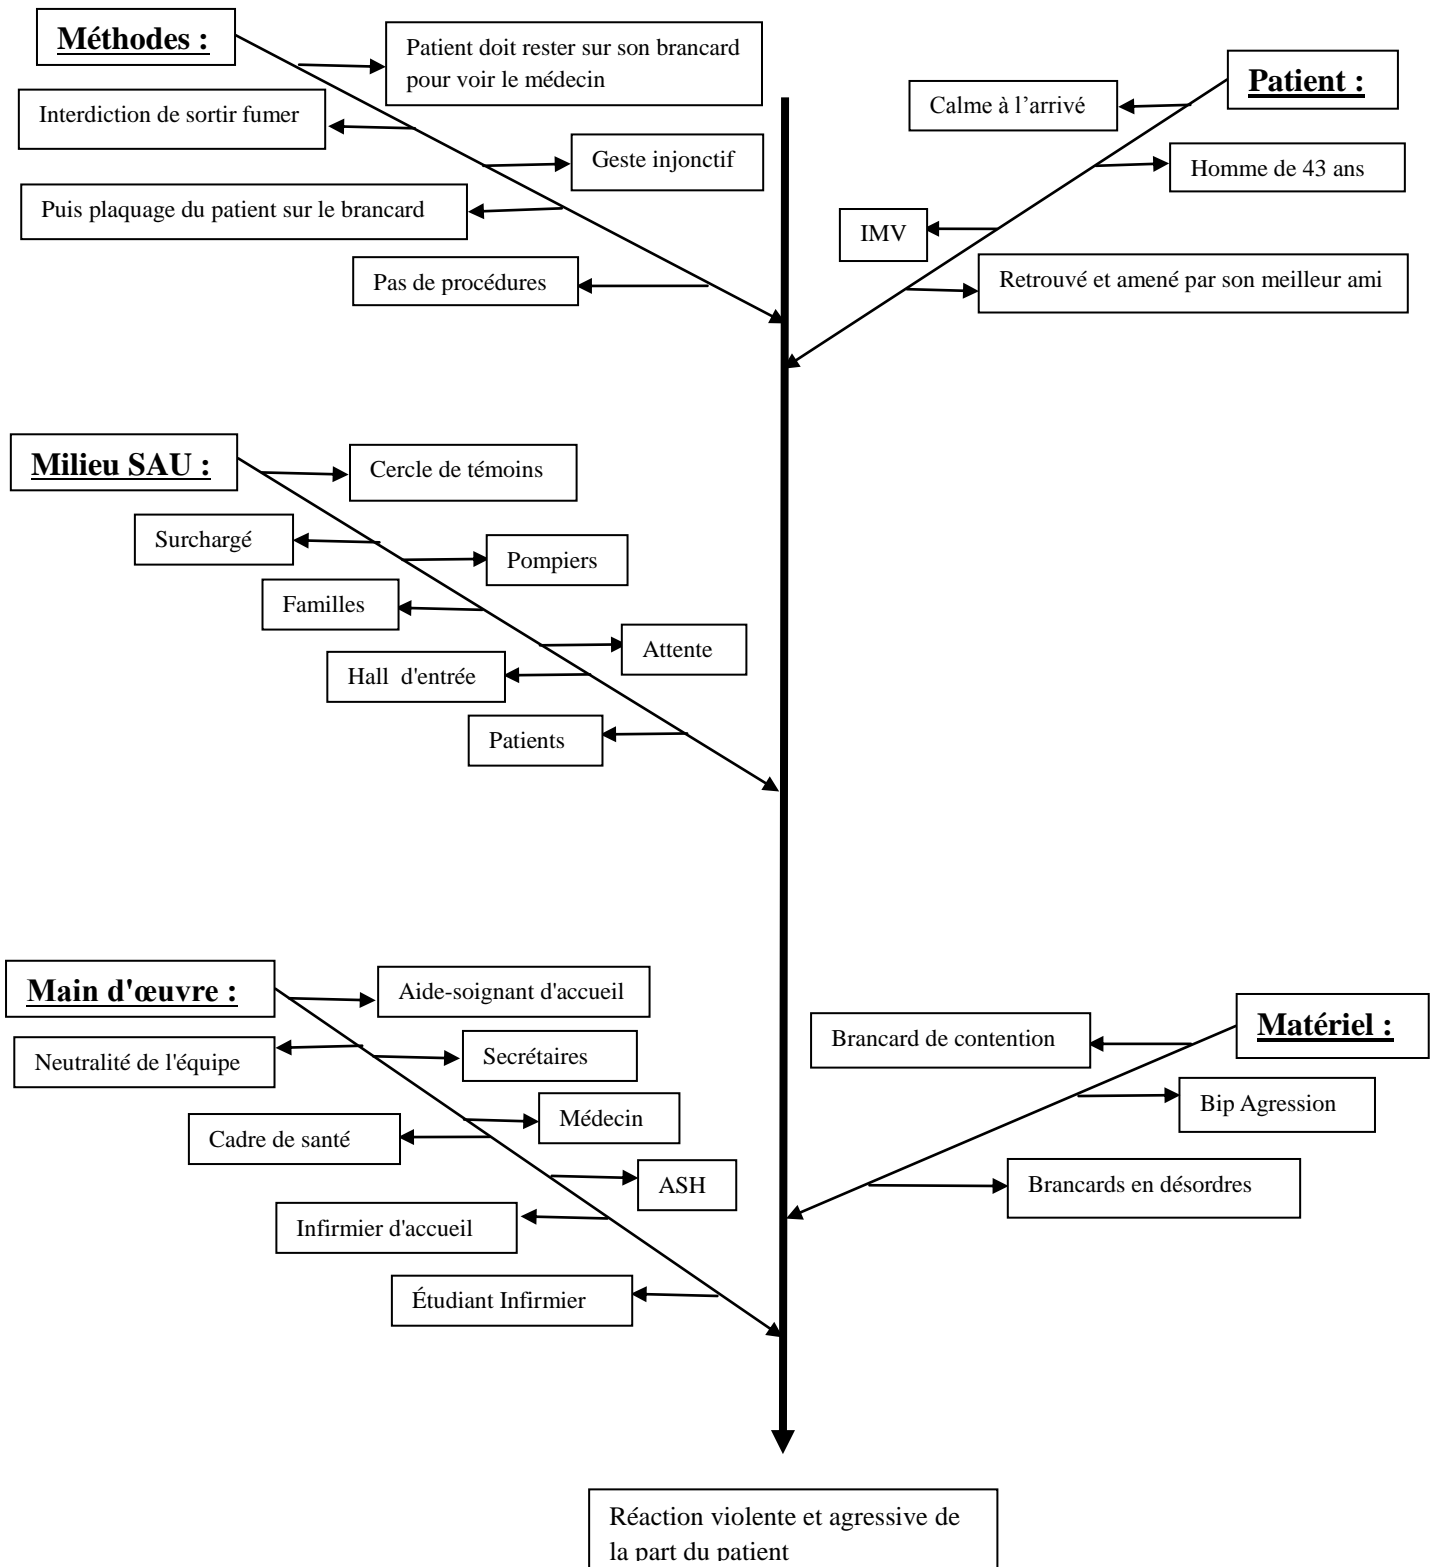 Méthodes :
Patient doit rester sur son brancard
pour voir le médecin
Interdiction de sortir fumer
Geste injonctif
Puis plaquage du patient sur le brancard
Pas de procédures
Patient :
Calme à l’arrivé
Homme de 43 ans
IMV
Retrouvé et amené par son meilleur ami
Milieu SAU :
Cercle de témoins
Surchargé
Pompiers
Familles
Attente
Hall  d'entrée
Patients
Main d'œuvre :
Aide-soignant d'accueil
Neutralité de l'équipe
Secrétaires
Médecin
Cadre de santé
ASH
Infirmier d'accueil
Étudiant Infirmier
Matériel :
Brancard de contention
Bip Agression
Brancards en désordres
Réaction violente et agressive de
la part du patient